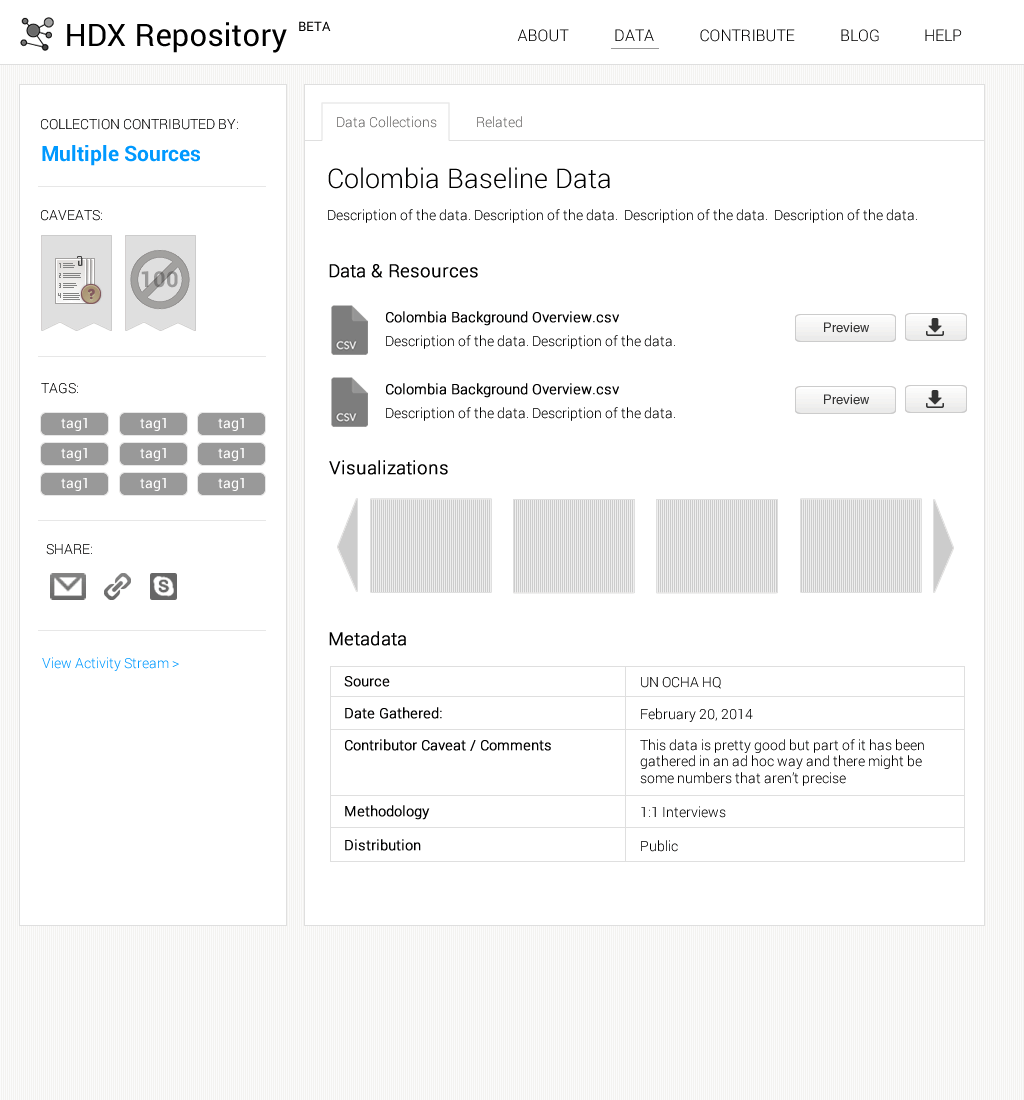 HDX Repository BETA
ABOUT DATA CONTRIBUTE BLOG HELP
COLLECTION CONTRIBUTED BY:
Multiple Sources
CAVEATS:
1
2
3
4
?
100
TAGS:
tag1 tag1 tag1
tag1 tag1 tag1
tag1 tag1 tag1
SHARE:
S
View Activity Stream >
Data Collections Related
Colombia Baseline Data
Description of the data. Description of the data. Description of the data. Description of the data.
Data & Resources
CSV
Colombia Background Overview.csv
Description of the data. Description of the data.
Preview
CSV
Colombia Background Overview.csv
Description of the data. Description of the data.
Preview
Visualizations
Metadata
Source UN OCHA HQ
Date Gathered: February 20, 2014
Contributor Caveat / Comments This data is pretty good but part of it has been
gathered in an ad hoc way and there might be
some numbers that aren't precise
Methodology 1:1 Interviews
Distribution Public